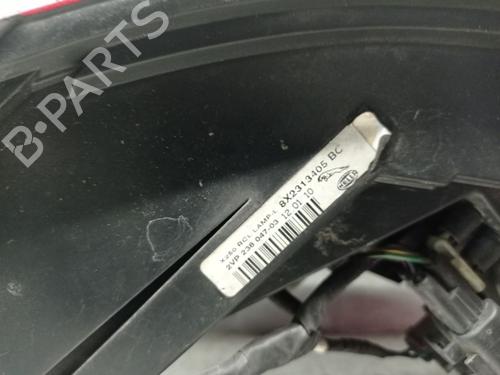 B-PARTS
X250 RCL LAMP-L 8X2313405 BC
2VP 238 047-03 12 01 10
HELLA